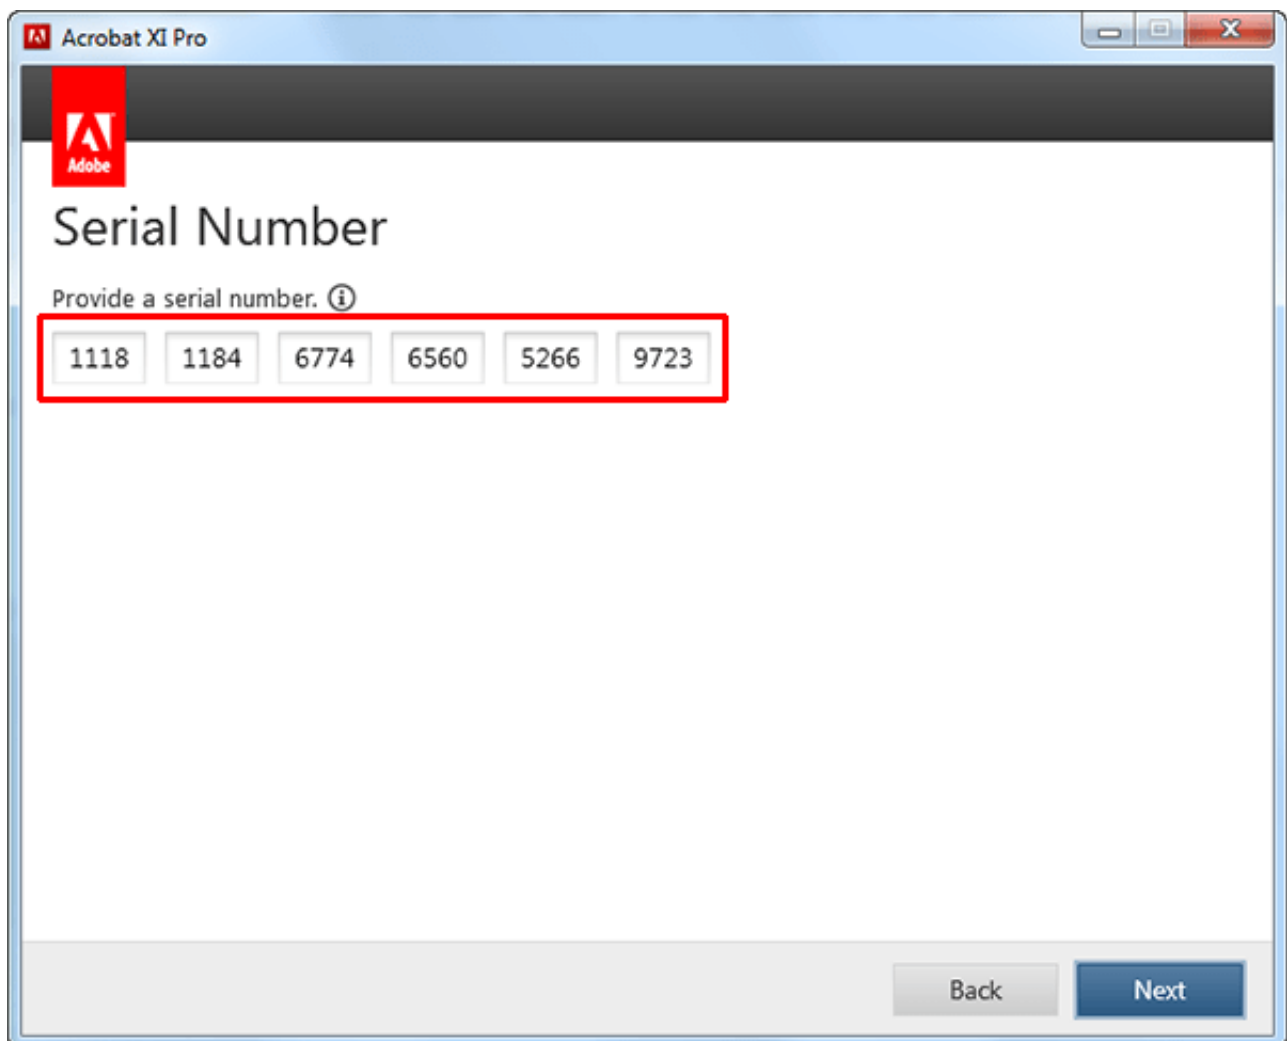 Acrobat XI Pro
Adobe
Serial Number
Provide a serial number.
1118 1184 6774 6560 5266 9723
Back Next